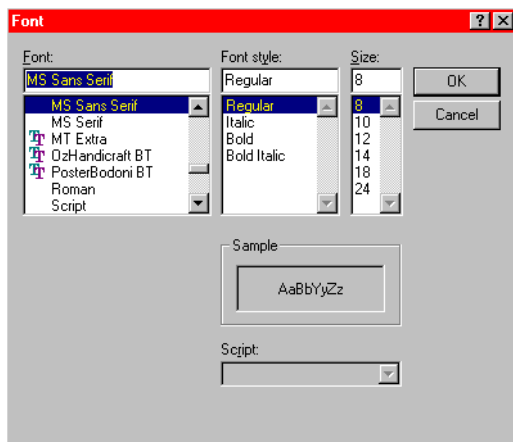 Font
Font:
MS Sans Serif
MS Sans Serif
MS Serif
MT Extra
OzHandicraft BT
PosterBodoni BT
Roman
Script
Font style:
Regular
Regular
Italic
Bold
Bold Italic
Size:
8
8
10
12
14
18
24
OK
Cancel
Sample
AaBbYyZz
Script: